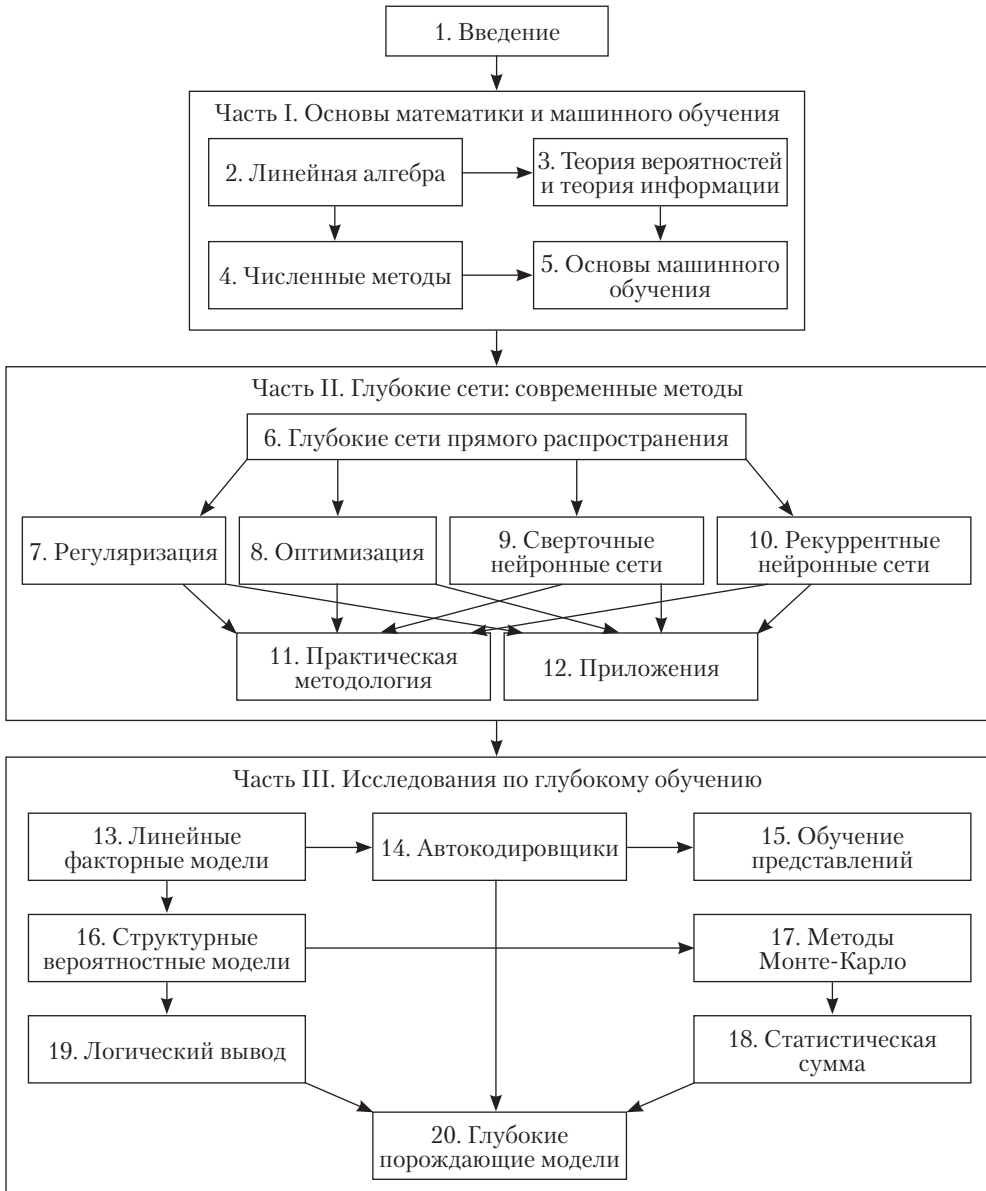 1. Введение
Часть I. Основы математики и машинного обучения
2. Линейная алгебра
3. Теория вероятностей
и теория информации
4. Численные методы
5. Основы машинного
обучения
Часть II. Глубокие сети: современные методы
6. Глубокие сети прямого распространения
7. Регуляризация
8. Оптимизация
9. Сверточные
нейронные сети
10. Рекуррентные
нейронные сети
11. Практическая
методология
12. Приложения
Часть III. Исследования по глубокому обучению
13. Линейные
факторные модели
14. Автокодировщики
15. Обучение
представлений
16. Структурные
вероятностные модели
17. Методы
Монте-Карло
19. Логический вывод
18. Статистическая
сумма
20. Глубокие
порождающие модели